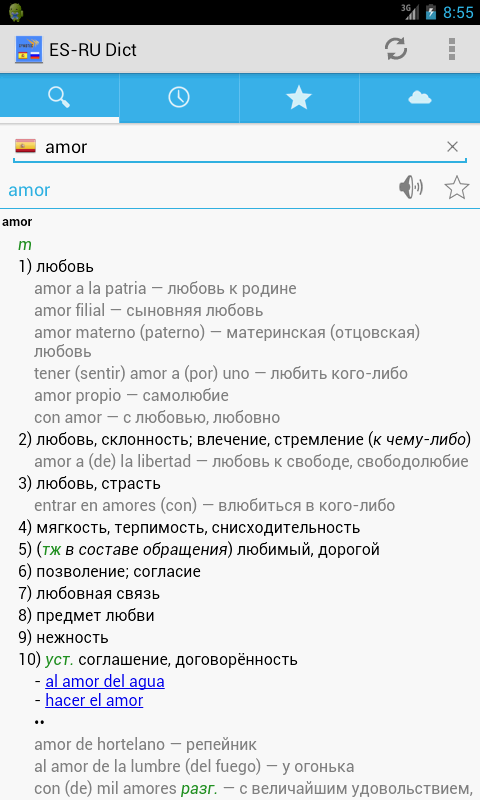 3G 8:55
ES-RU Dict
amor
amor
amor
m
1) любовь
amor a la patria — любовь к родине
amor filial — сыновняя любовь
amor materno (paterno) — материнская (отцовская)
любовь
tener (sentir) amor a (por) uno — любить кого-либо
amor propio — самолюбие
con amor — с любовью, любовно
2) любовь, склонность; влечение, стремление (к чему-либо)
amor a (de) la libertad — любовь к свободе, свободолюбие
3) любовь, страсть
entrar en amores (con) — влюбиться в кого-либо
4) мягкость, терпимость, снисходительность
5) (тж в составе обращения) любимый, дорогой
6) позволение; согласие
7) любовная связь
8) предмет любви
9) нежность
10) уст. соглашение, договорённость
- al amor del agua
- hacer el amor
••
amor de hortelano — репейник
al amor de la lumbre (del fuego) — у огонька
con (de) mil amores разг. — с величайшим удовольствием,